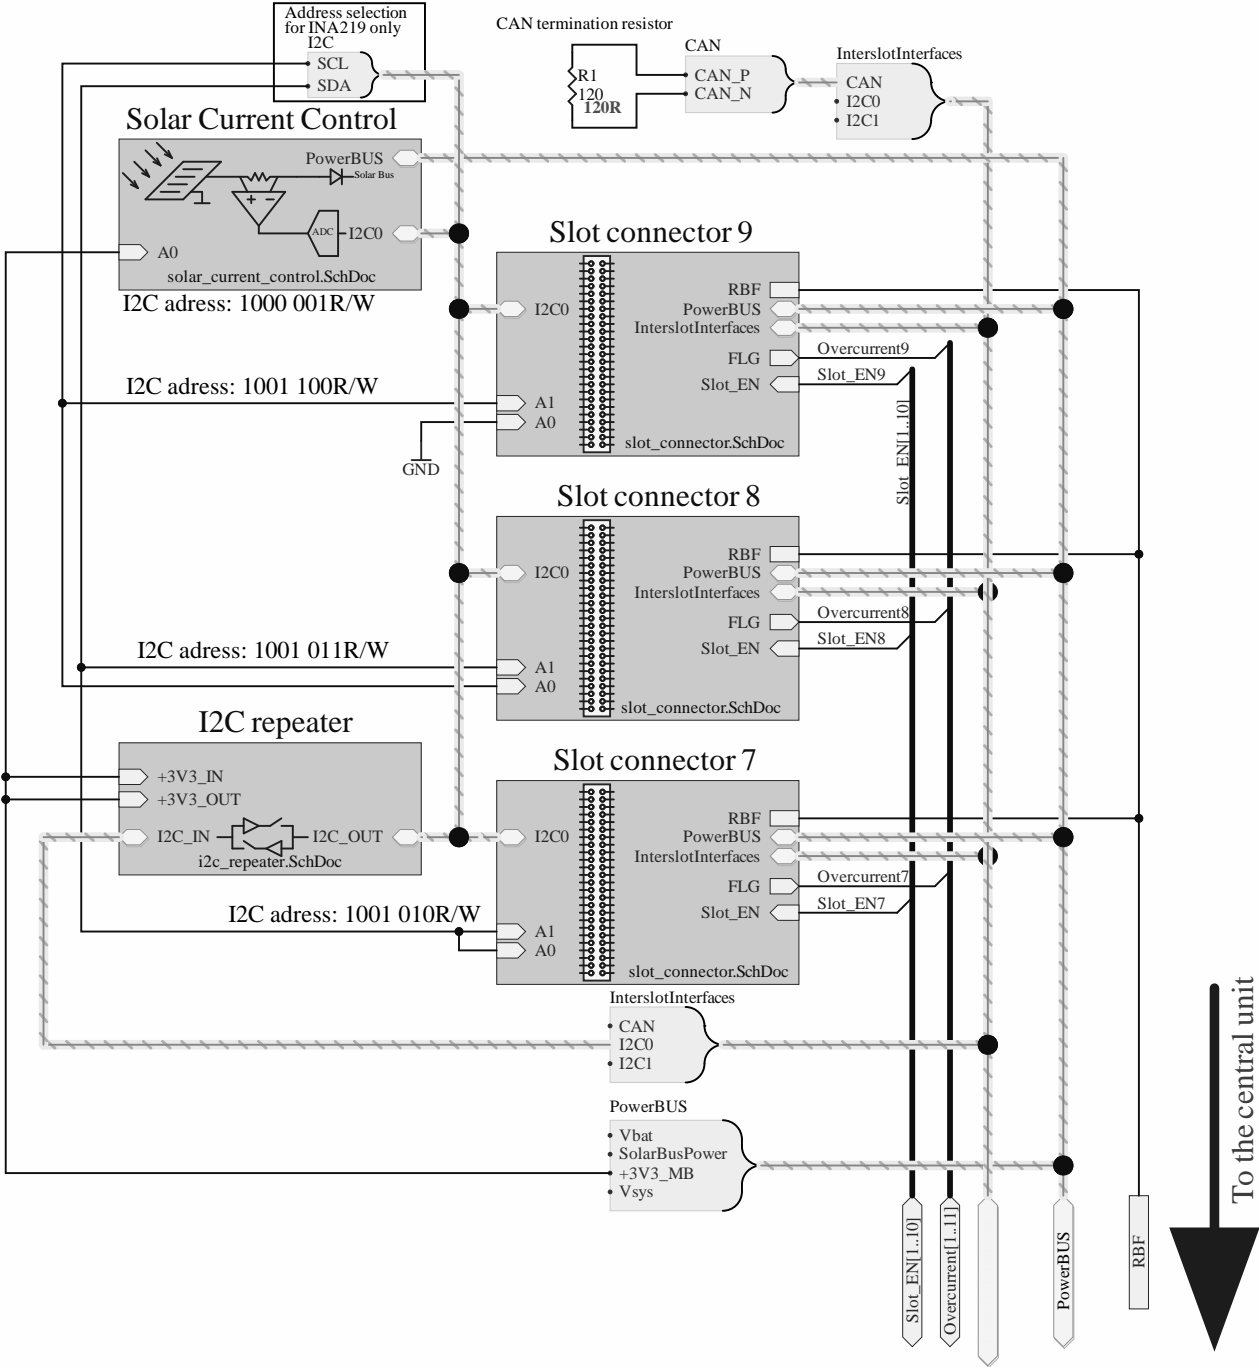 Address selection
for INA219 only
I2C
SCL
SDA
CAN termination resistor
R1
120
120R
CAN
CAN_P
CAN_N
InterslotInterfaces
CAN
I2C0
I2C1
Solar Current Control
PowerBUS
Solar Bus
ADC
I2C0
A0
solar_current_control.SchDoc
I2C adress: 1000 001R/W
Slot connector 9
RBF
I2C0
PowerBUS
InterslotInterfaces
FLG
Overcurrent9
Slot_EN
Slot_EN9
I2C adress: 1001 100R/W
A1
A0
slot_connector.SchDoc
GND
Slot_EN[1..10]
Slot connector 8
RBF
I2C0
PowerBUS
InterslotInterfaces
FLG
Overcurrent8
Slot_EN
Slot_EN8
I2C adress: 1001 011R/W
A1
A0
slot_connector.SchDoc
I2C repeater
+3V3_IN
+3V3_OUT
I2C_IN
I2C_OUT
i2c_repeater.SchDoc
Slot connector 7
RBF
I2C0
PowerBUS
InterslotInterfaces
FLG
Overcurrent7
Slot_EN
Slot_EN7
I2C adress: 1001 010R/W
A1
A0
slot_connector.SchDoc
InterslotInterfaces
CAN
I2C0
I2C1
PowerBUS
Vbat
SolarBusPower
+3V3_MB
Vsys
Slot_EN[1..10]
Overcurrent[1..11]
PowerBUS
RBF
To the central unit